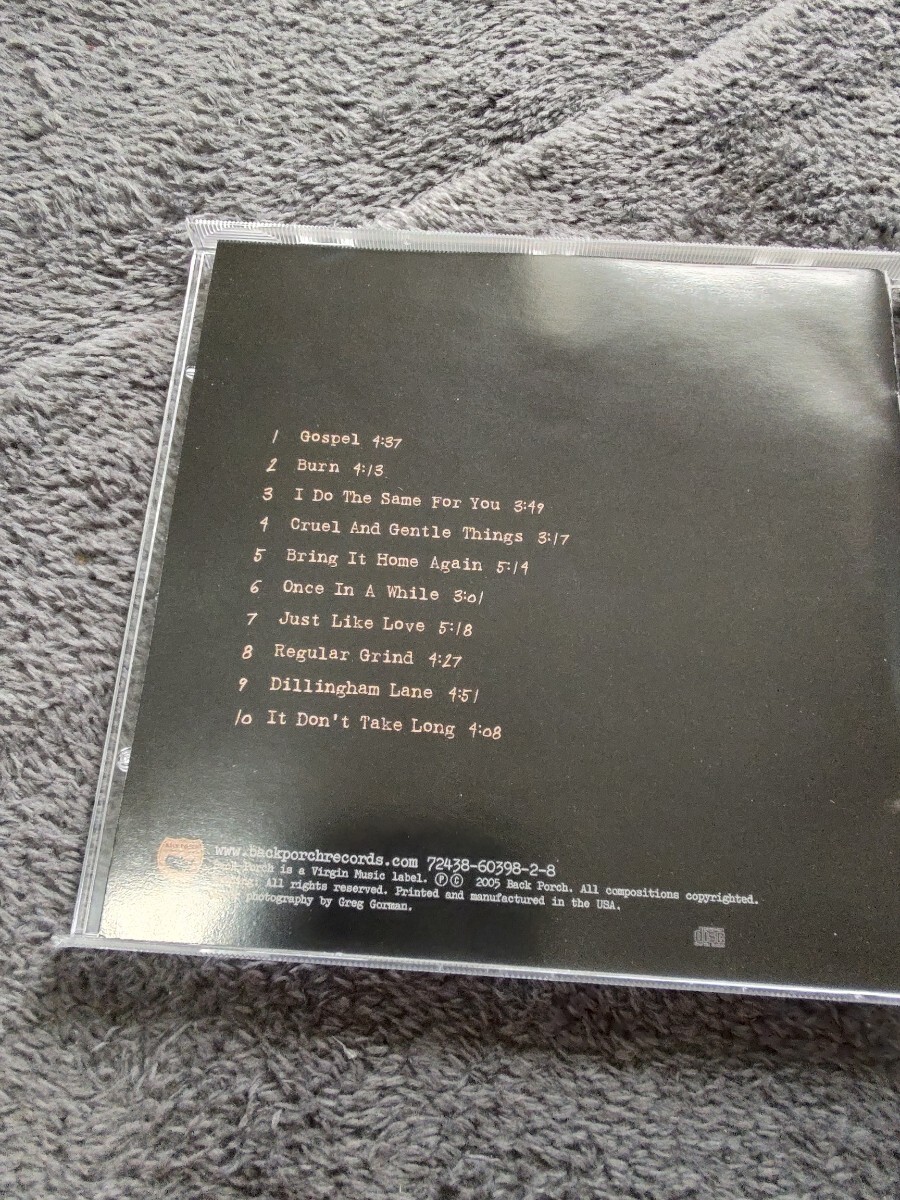 1 Gospel 4:37
2 Burn 4:13
3 I Do The Same For You 3:49
4 Cruel And Gentle Things 3:17
5 Bring It Home Again 5:14
6 Once In A While 3:01
7 Just Like Love 5:18
8 Regular Grind 4:27
9 Dillingham Lane 4:51
10 It Don't Take Long 4:08
www.backporchrecords.com 72438-60398-2-8
Porch is a Virgin Music label. ℗© 2005 Back Porch. All compositions copyrighted.
All rights reserved. Printed and manufactured in the USA.
photography by Greg Gorman.
disc